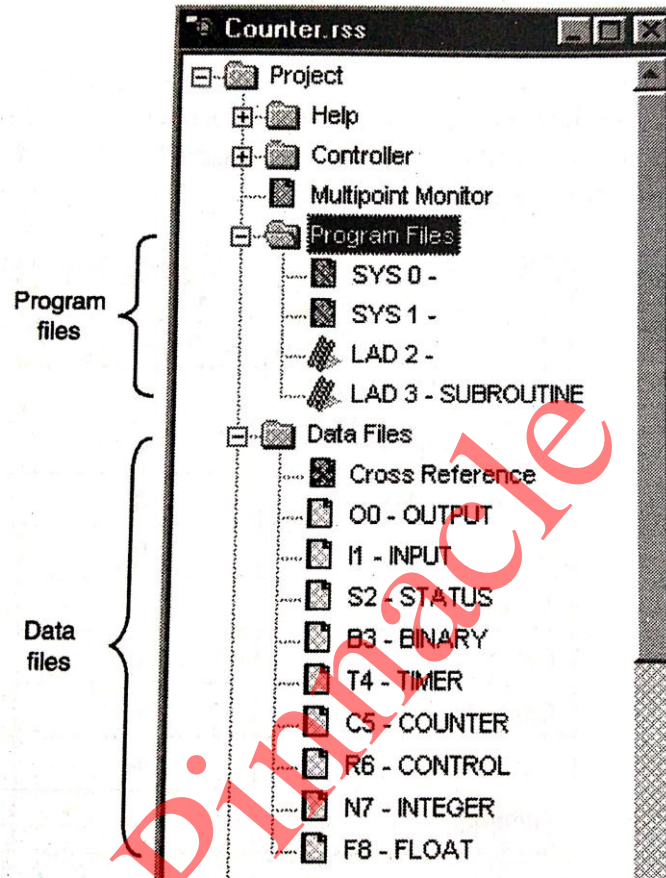 Counter.rss
Project
Help
Controller
Multipoint Monitor
Program Files
SYS 0 -
SYS 1 -
LAD 2 -
LAD 3 - SUBROUTINE
Data Files
Cross Reference
O0 - OUTPUT
I1 - INPUT
S2 - STATUS
B3 - BINARY
T4 - TIMER
C5 - COUNTER
R6 - CONTROL
N7 - INTEGER
F8 - FLOAT
Program
files
Data
files
Pinnacle